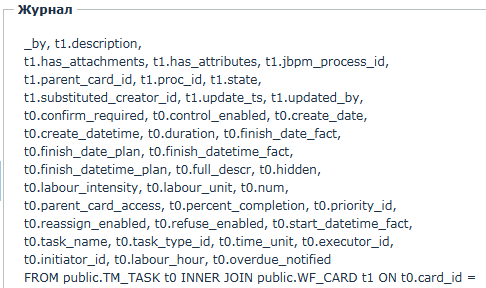 Журнал
_by, t1.description,
t1.has_attachments, t1.has_attributes, t1.jbpm_process_id,
t1.parent_card_id, t1.proc_id, t1.state,
t1.substituted_creator_id, t1.update_ts, t1.updated_by,
t0.confirm_required, t0.control_enabled, t0.create_date,
t0.create_datetime, t0.duration, t0.finish_date_fact,
t0.finish_date_plan, t0.finish_datetime_fact,
t0.finish_datetime_plan, t0.full_descr, t0.hidden,
t0.labour_intensity, t0.labour_unit, t0.num,
t0.parent_card_access, t0.percent_completion, t0.priority_id,
t0.reassign_enabled, t0.refuse_enabled, t0.start_datetime_fact,
t0.task_name, t0.task_type_id, t0.time_unit, t0.executor_id,
t0.initiator_id, t0.labour_hour, t0.overdue_notified
FROM public.TM_TASK t0 INNER JOIN public.WF_CARD t1 ON t0.card_id =